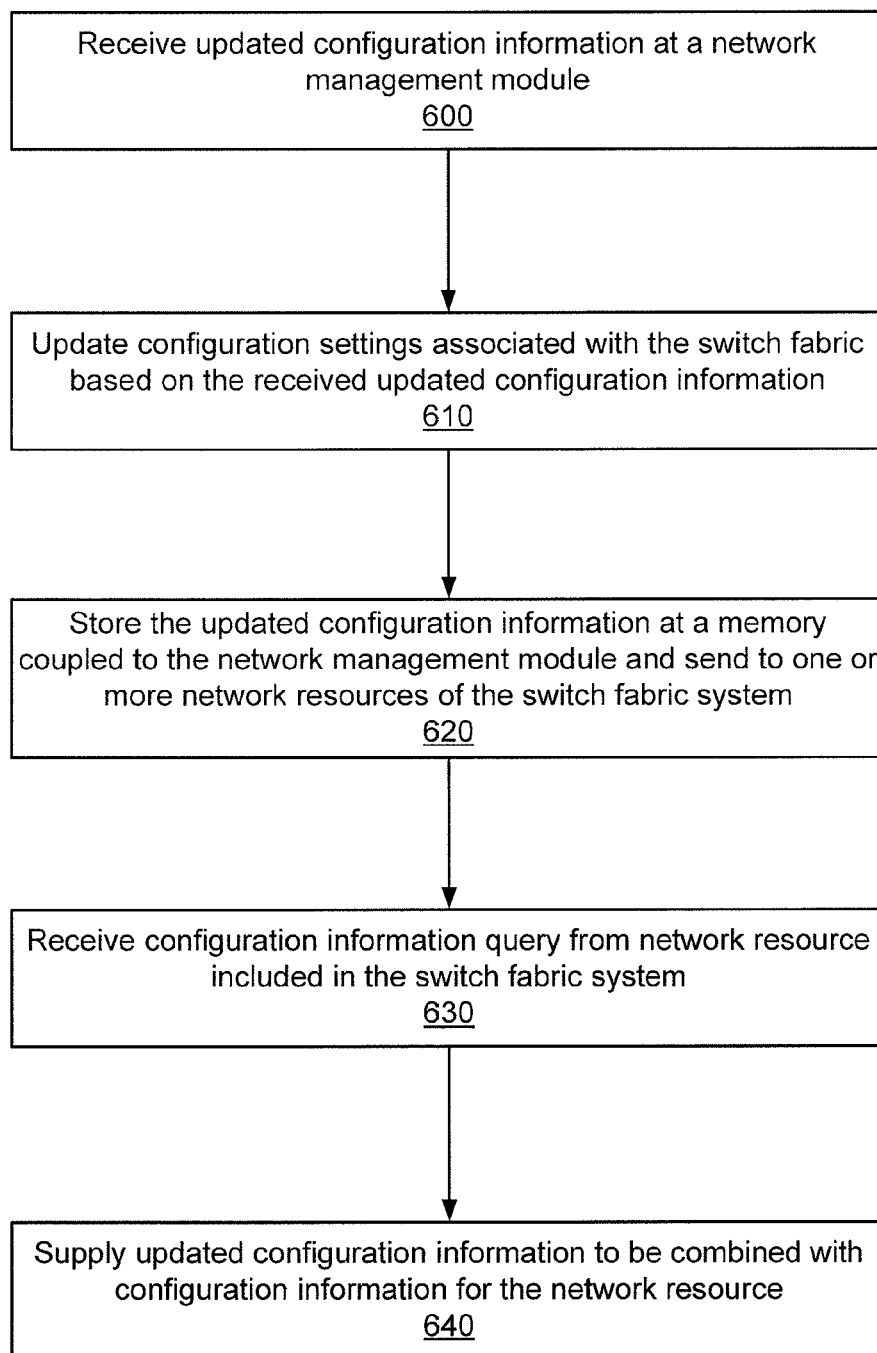 Receive updated configuration information at a network
management module
600
Update configuration settings associated with the switch fabric
based on the received updated configuration information
610
Store the updated configuration information at a memory
coupled to the network management module and send to one or
more network resources of the switch fabric system
620
Receive configuration information query from network resource
included in the switch fabric system
630
Supply updated configuration information to be combined with
configuration information for the network resource
640